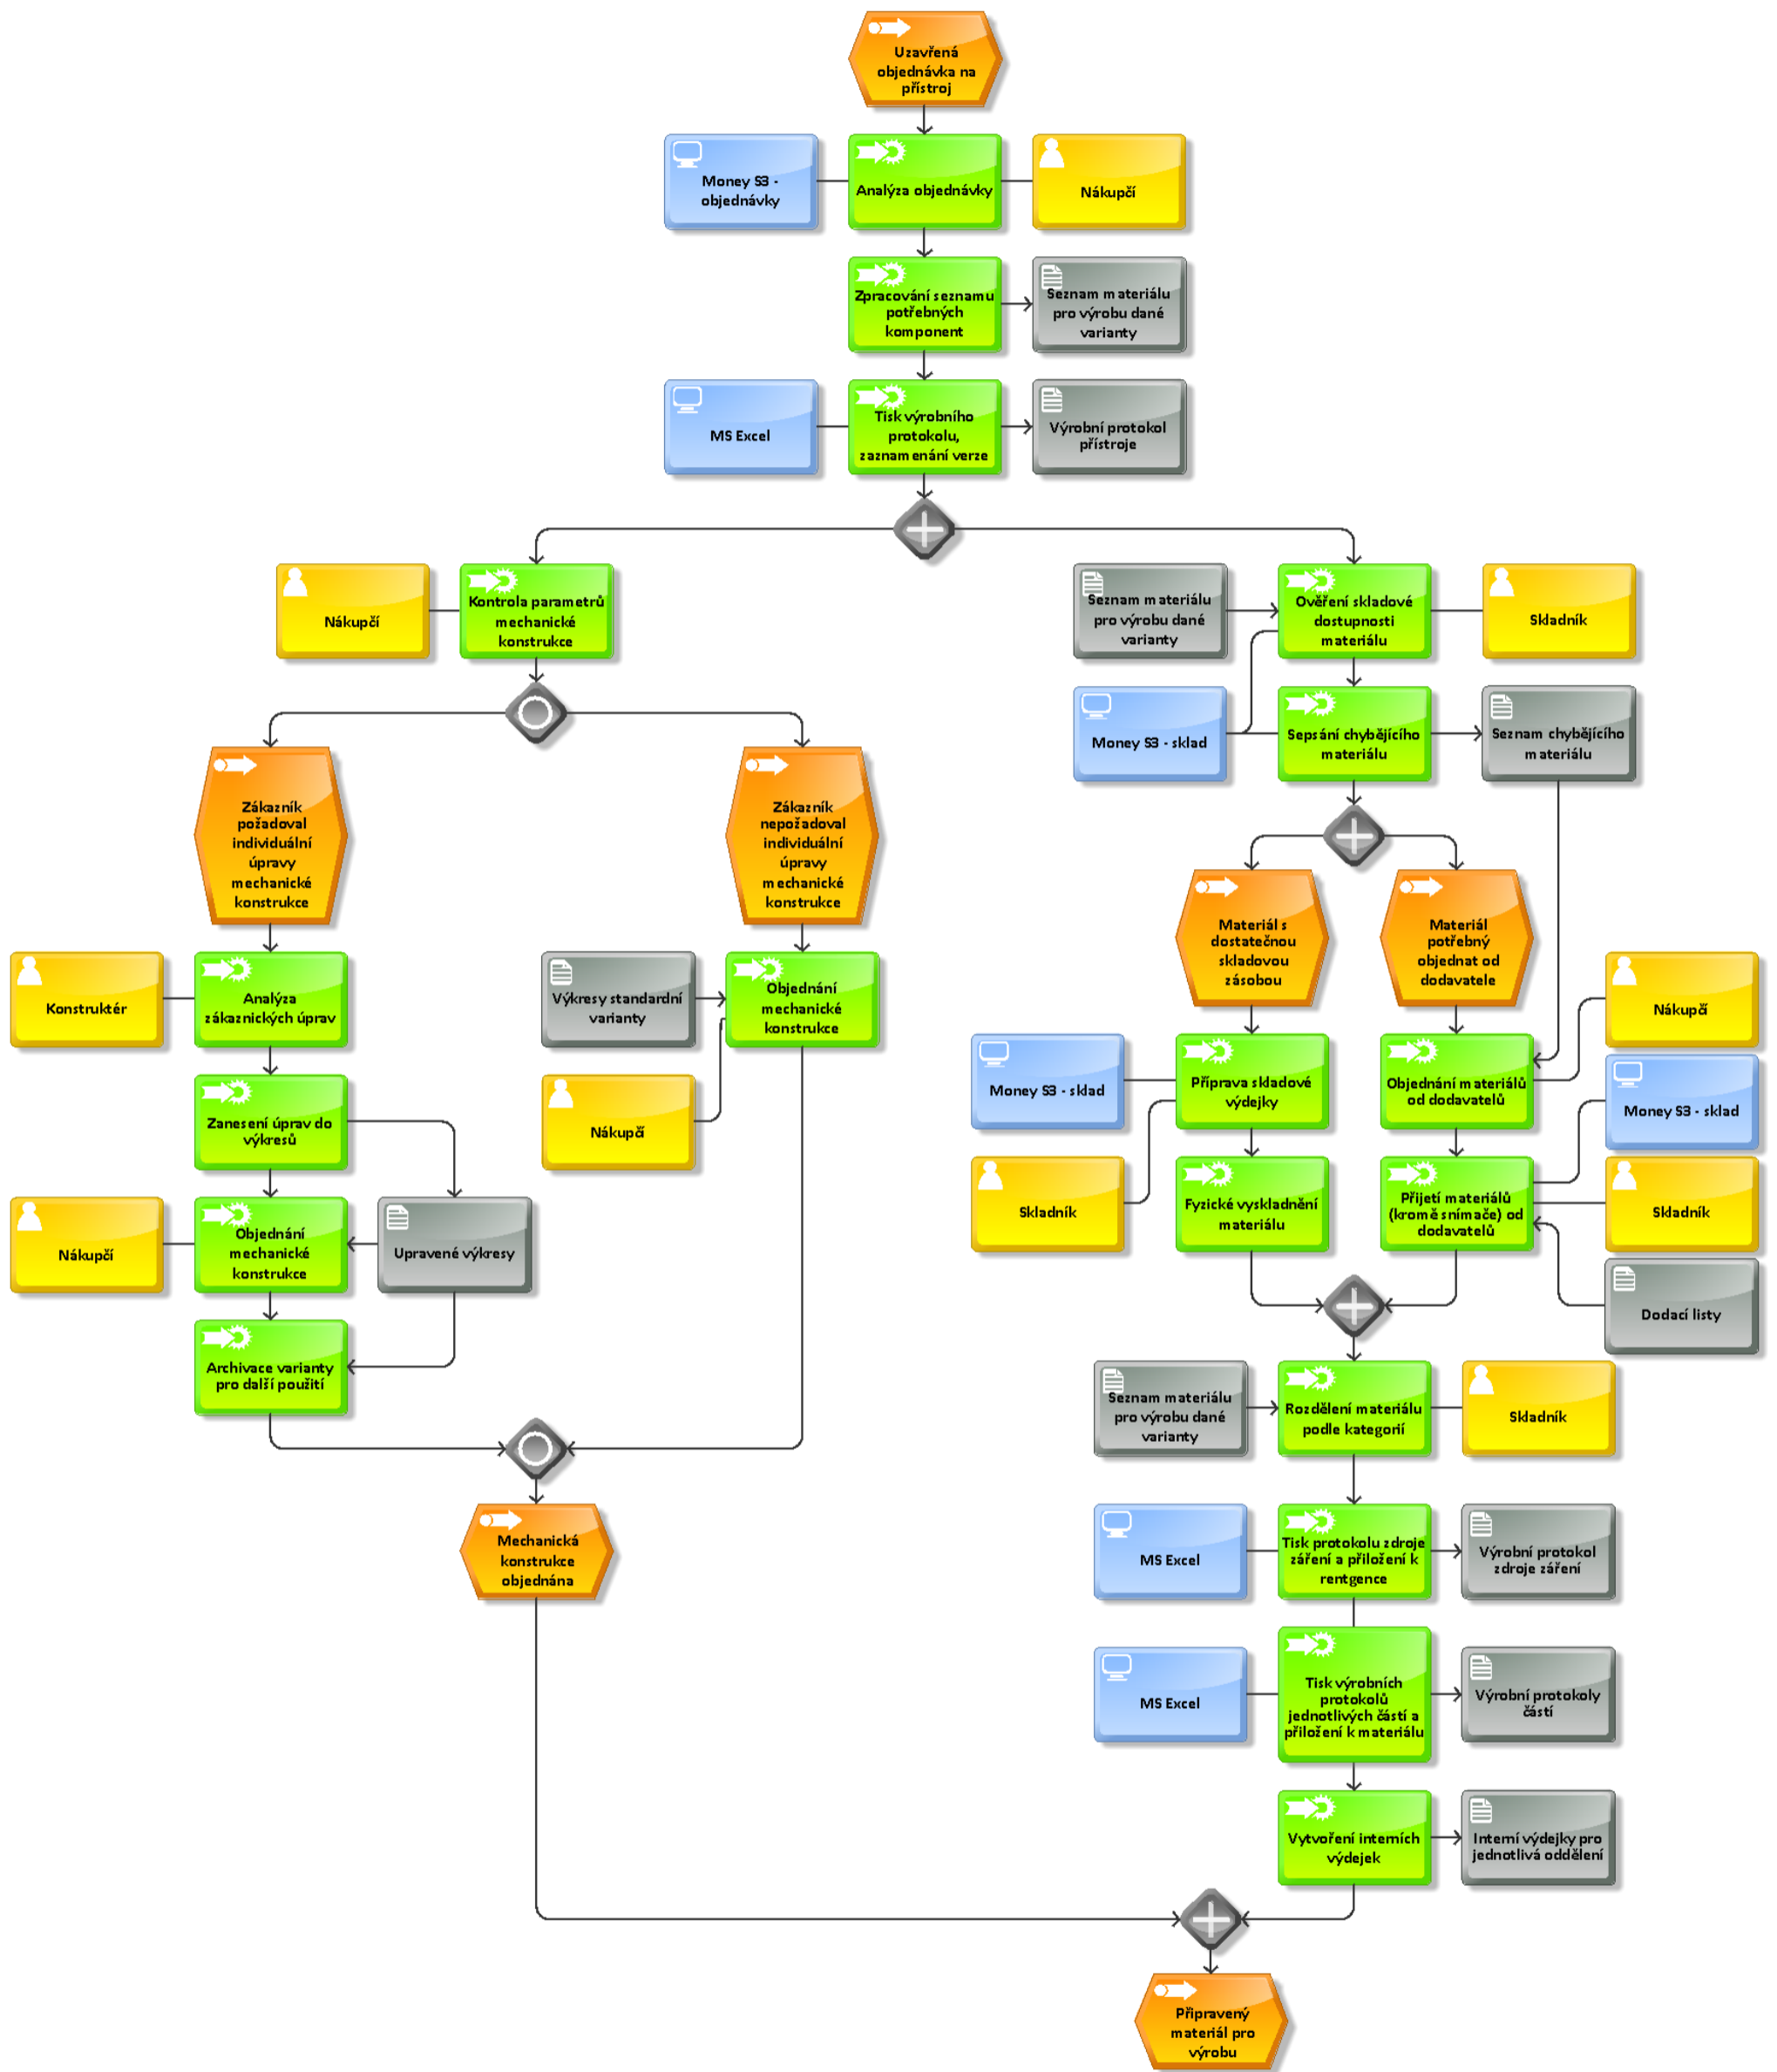 Uzavřená
objednávka na
přístroj
Money S3 -
objednávky
Analýza objednávky
Nákupčí
Zpracování seznamu
potřebných
komponent
Seznam materiálu
pro výrobu dané
varianty
MS Excel
Tisk výrobního
protokolu,
zaznamenání verze
Výrobní protokol
přístroje
Nákupčí
Kontrola parametrů
mechanické
konstrukce
Seznam materiálu
pro výrobu dané
varianty
Ověření skladové
dostupnosti
materiálu
Skladník
Money S3 - sklad
Sepsání chybějícího
materiálu
Seznam chybějícího
materiálu
Zákazník
požadoval
individuální
úpravy
mechanické
konstrukce
Zákazník
nepožadoval
individuální
úpravy
mechanické
konstrukce
Materiál s
dostatečnou
skladovou
zásobou
Materiál
potřebný
objednat od
dodavatele
Konstruktér
Analýza
zákaznických úprav
Výkresy standardní
varianty
Objednání
mechanické
konstrukce
Nákupčí
Money S3 - sklad
Příprava skladové
výdejky
Objednání materiálů
od dodavatelů
Money S3 - sklad
Zanesení úprav do
výkresů
Nákupčí
Skladník
Fyzické vyskladnění
materiálu
Přijetí materiálů
(kromě snímače) od
dodavatelů
Skladník
Nákupčí
Objednání
mechanické
konstrukce
Upravené výkresy
Dodací listy
Archivace varianty
pro další použití
Seznam materiálu
pro výrobu dané
varianty
Rozdělení materiálu
podle kategorií
Skladník
Mechanická
konstrukce
objednána
MS Excel
Tisk protokolu zdroje
záření a přiložení k
rentgence
Výrobní protokol
zdroje záření
MS Excel
Tisk výrobních
protokolů
jednotlivých částí a
přiložení k materiálu
Výrobní protokoly
částí
Vytvoření interních
výdejek
Interní výdejky pro
jednotlivá oddělení
Připravený
materiál pro
výrobu